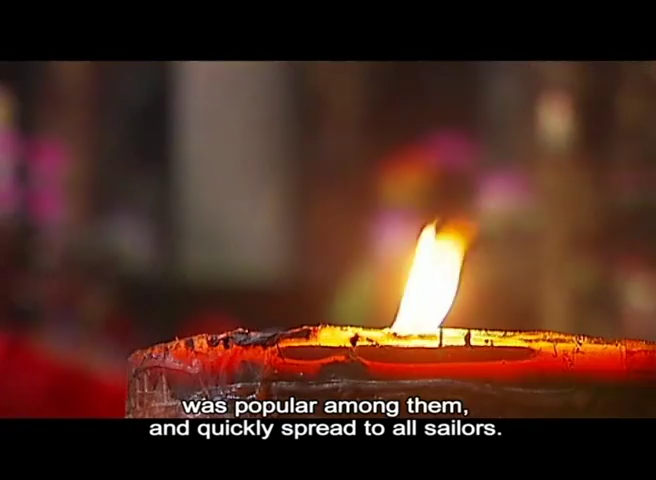 was popular among them,
and quickly spread to all sailors.